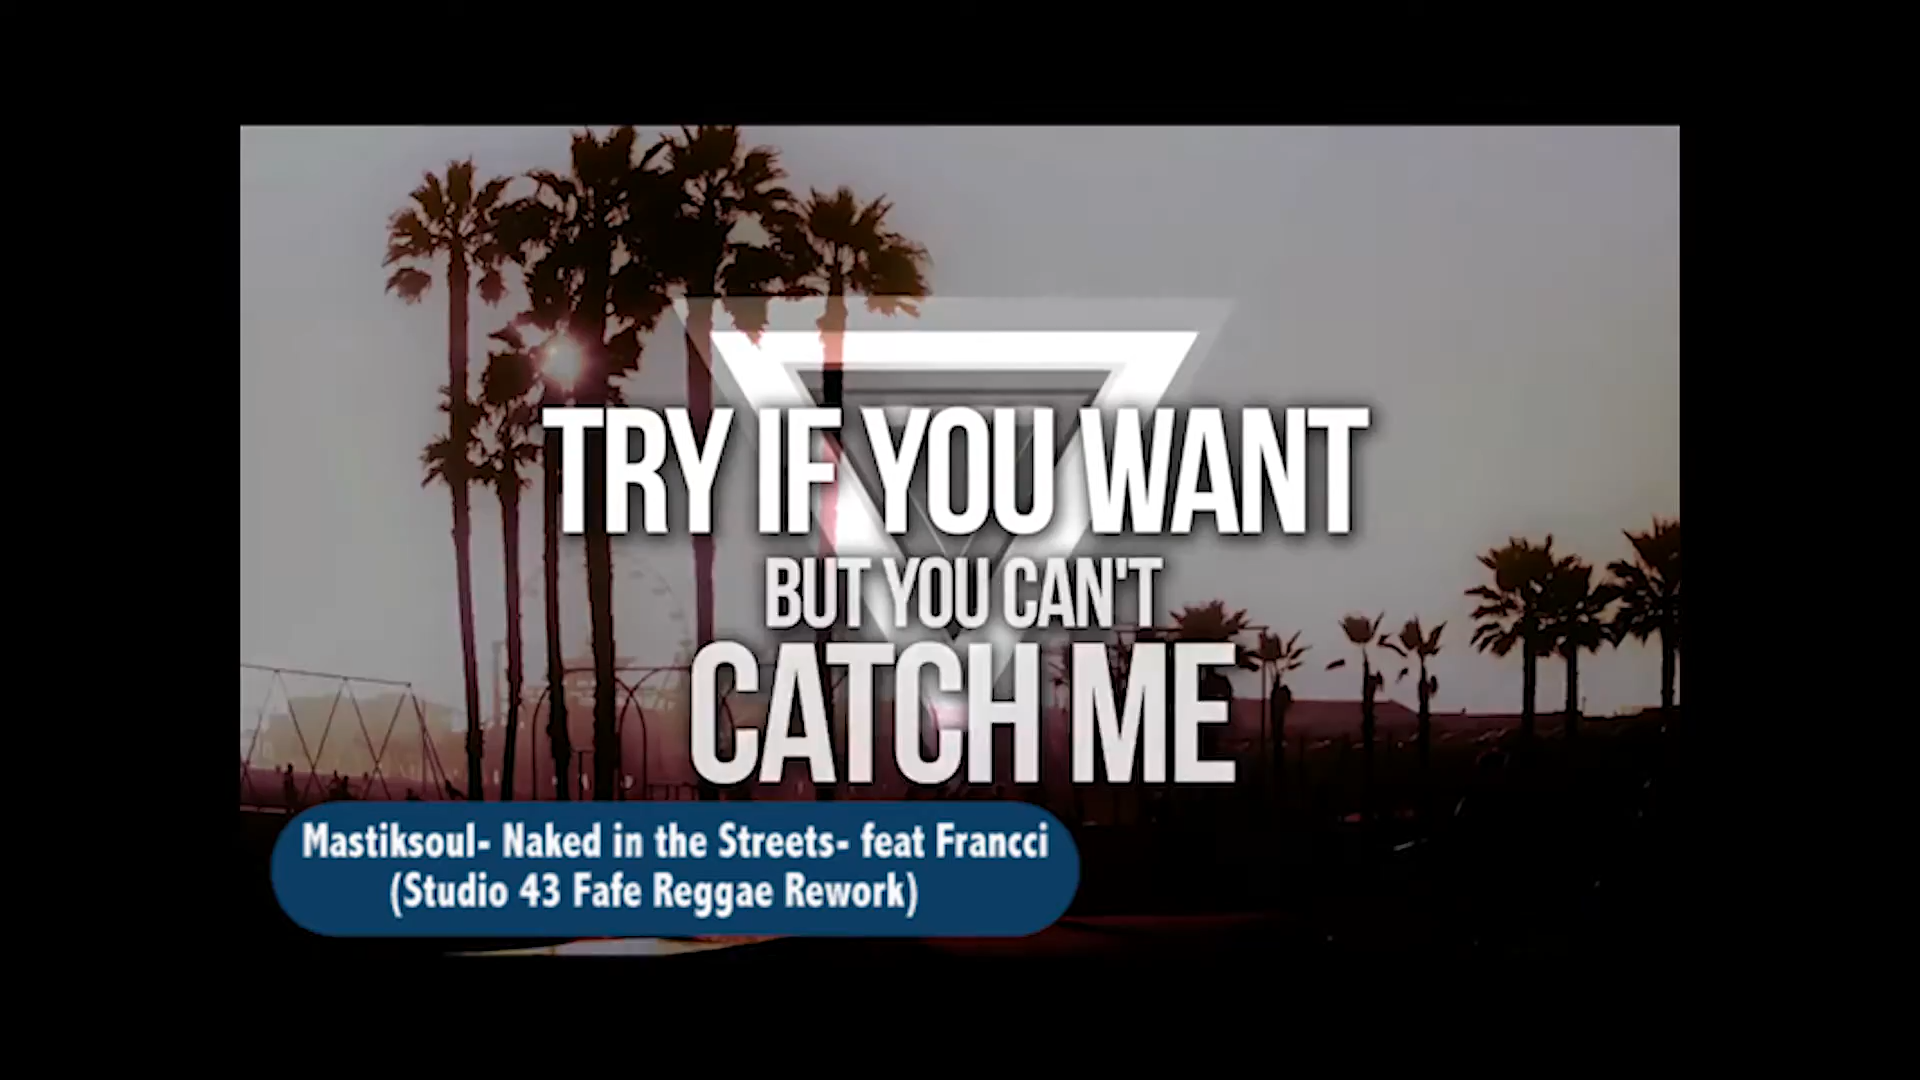 TRY IF YOU WANT
BUT YOU CAN'T
CATCH ME
Mastiksoul- Naked in the Streets- feat Francci
(Studio 43 Fafe Reggae Rework)